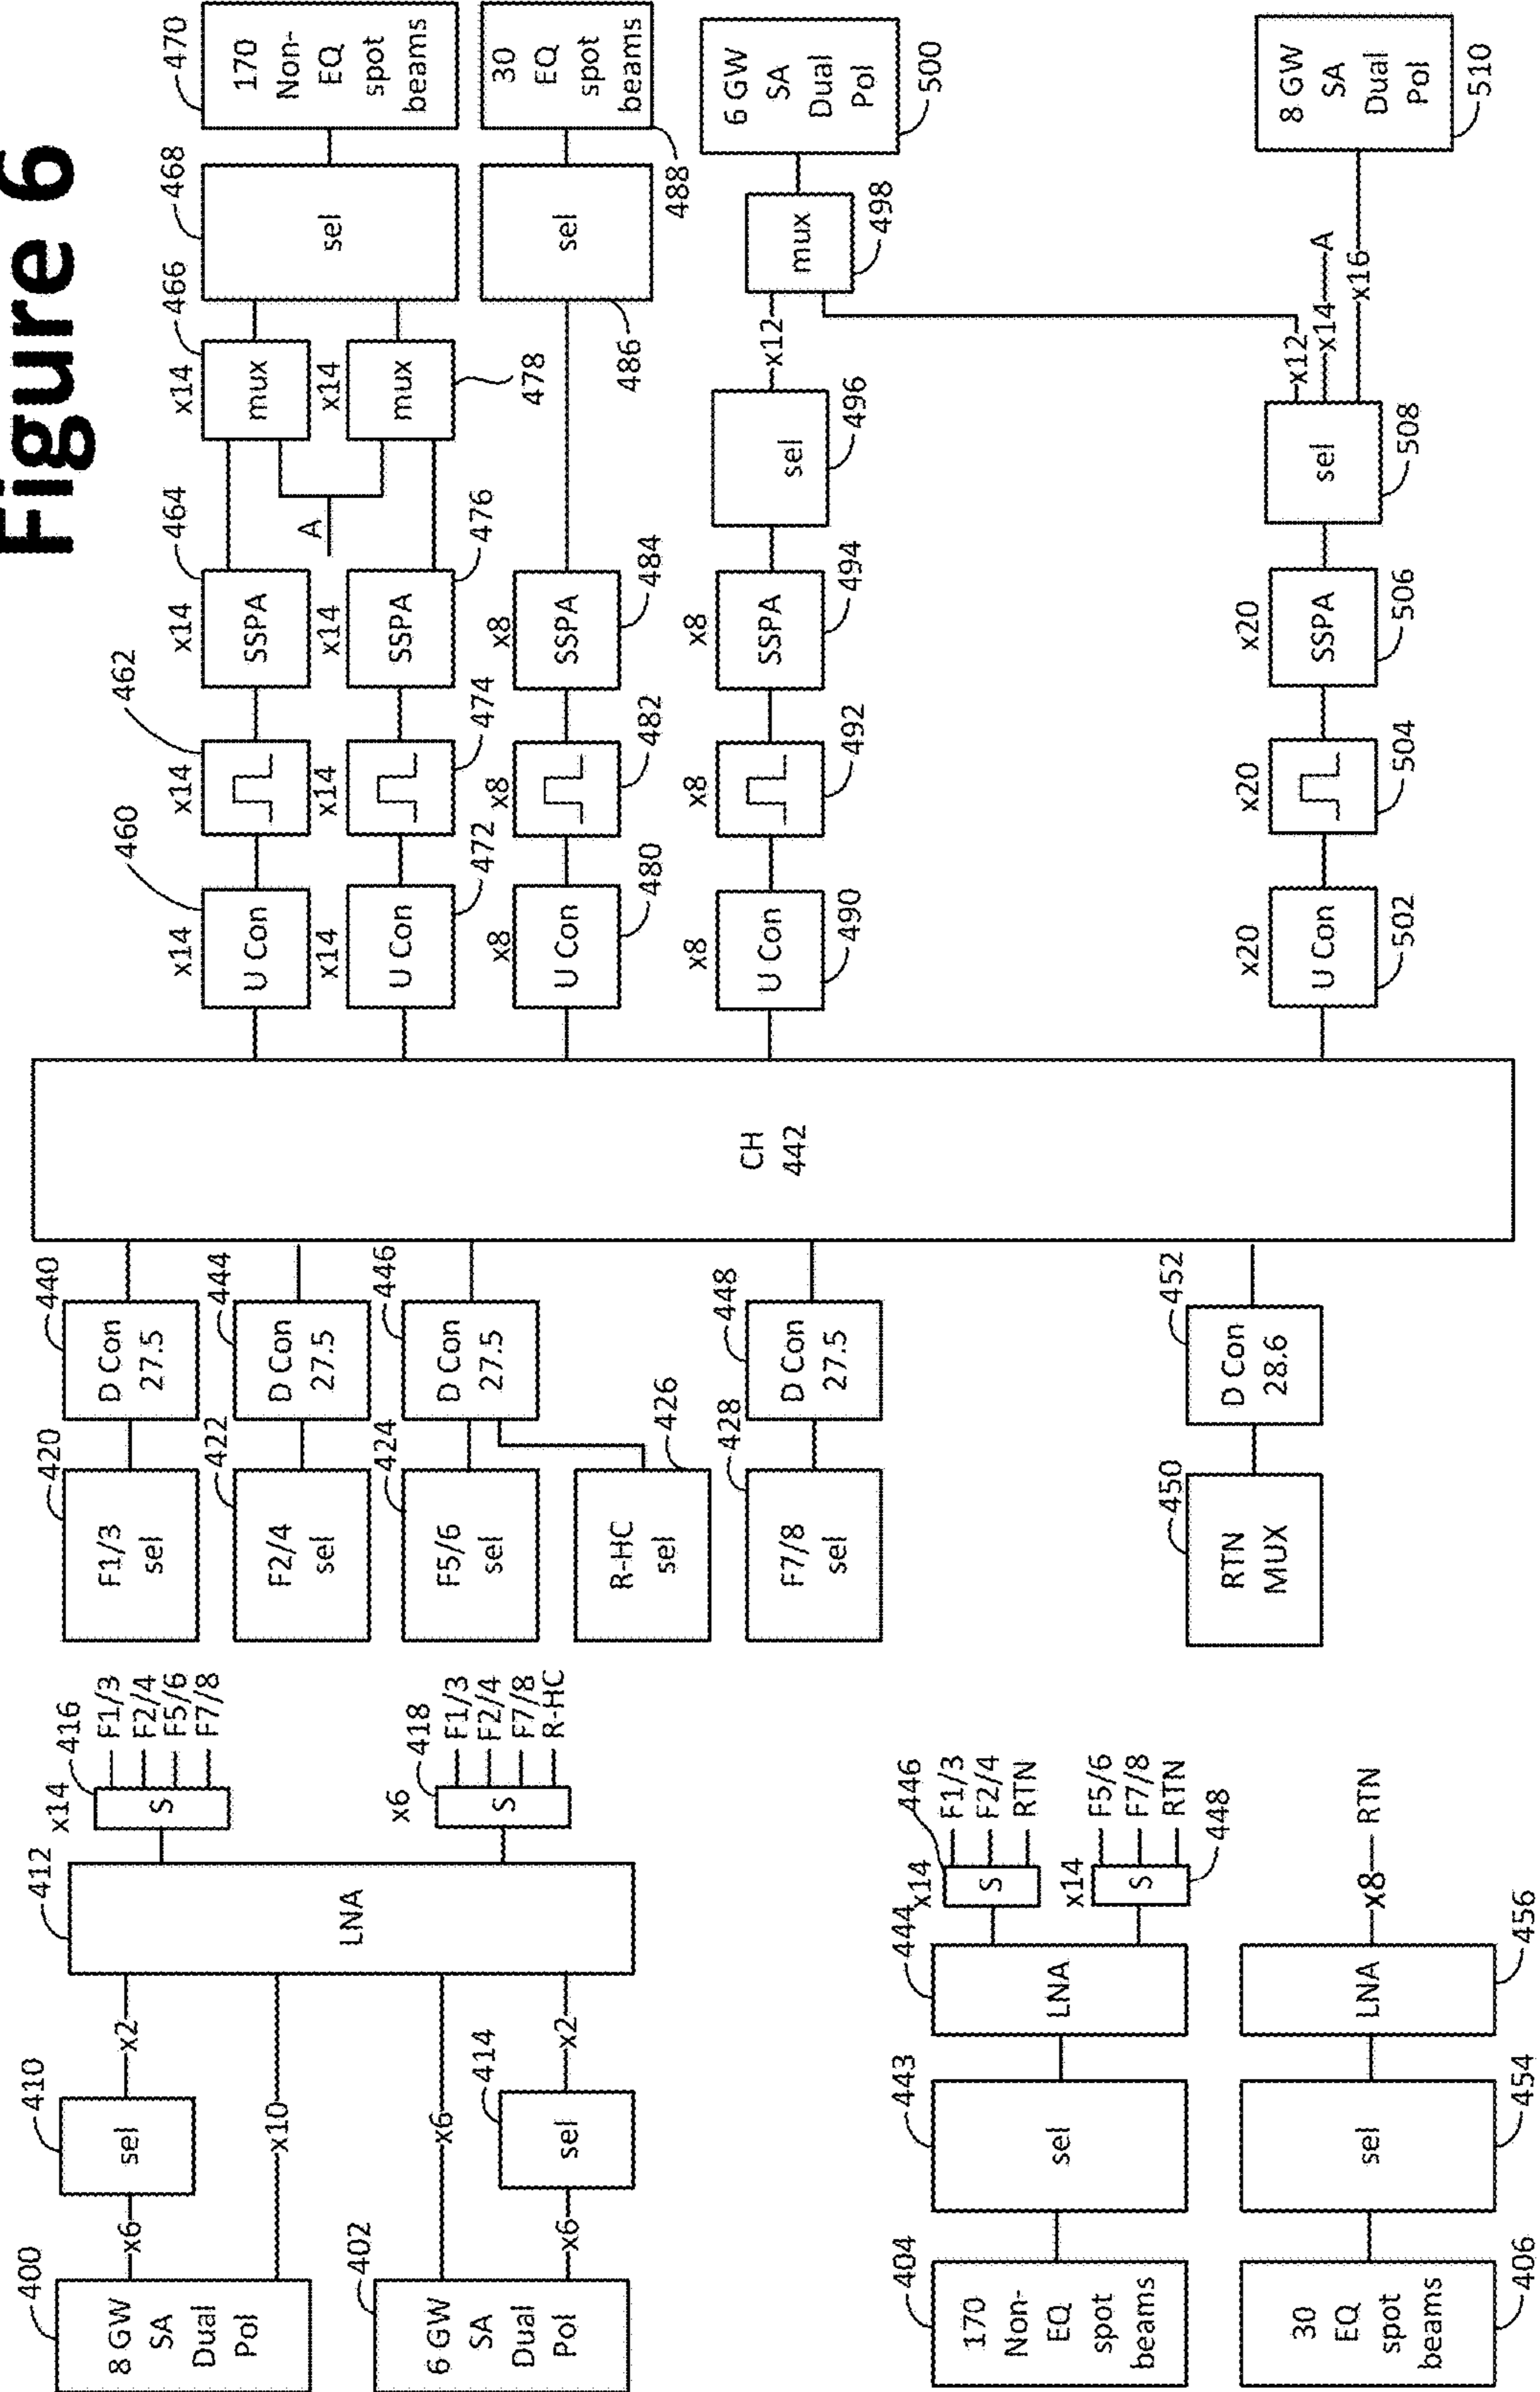 Figure 6
400
8 GW
SA
Dual
Pol
x6
410
sel
x2
x10
402
6 GW
SA
Dual
Pol
x6
x6
414
sel
x2
412
LNA
x14
416
S
F1/3
F2/4
F5/6
F7/8
x6
418
S
F1/3
F2/4
F7/8
R-HC
404
170
Non-
EQ
spot
beams
443
sel
444
LNA
x14
446
S
F1/3
F2/4
RTN
x14
S
448
F5/6
F7/8
RTN
406
30
EQ
spot
beams
454
sel
456
LNA
x8
RTN
420
F1/3
sel
440
D Con
27.5
422
F2/4
sel
444
D Con
27.5
424
F5/6
sel
446
D Con
27.5
426
R-HC
sel
428
F7/8
sel
448
D Con
27.5
450
RTN
MUX
452
D Con
28.6
CH
442
460
x14
U Con
462
x14
x14
SSPA
464
x14
mux
466
sel
468
170
Non-
EQ
spot
beams
470
A
x14
U Con
472
x14
474
x14
SSPA
476
x14
mux
478
x8
U Con
480
x8
482
x8
SSPA
484
sel
486
30
EQ
spot
beams
488
x8
U Con
490
x8
492
x8
SSPA
494
sel
496
x12
mux
498
6 GW
SA
Dual
Pol
500
x20
U Con
502
x20
504
x20
SSPA
506
sel
508
x12
x14
A
x16
8 GW
SA
Dual
Pol
510